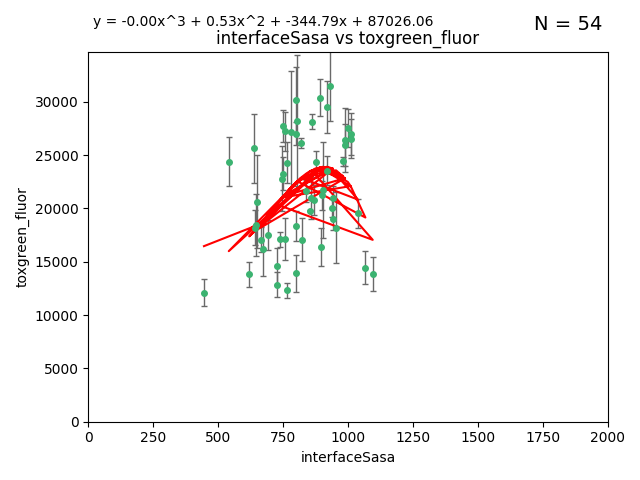 y = -0.00x^3 + 0.53x^2 + -344.79x + 87026.06
N = 54
interfaceSasa vs toxgreen_fluor
30000
25000
20000
15000
10000
5000
0
toxgreen_fluor
0 250 500 750 1000 1250 1500 1750 2000
interfaceSasa